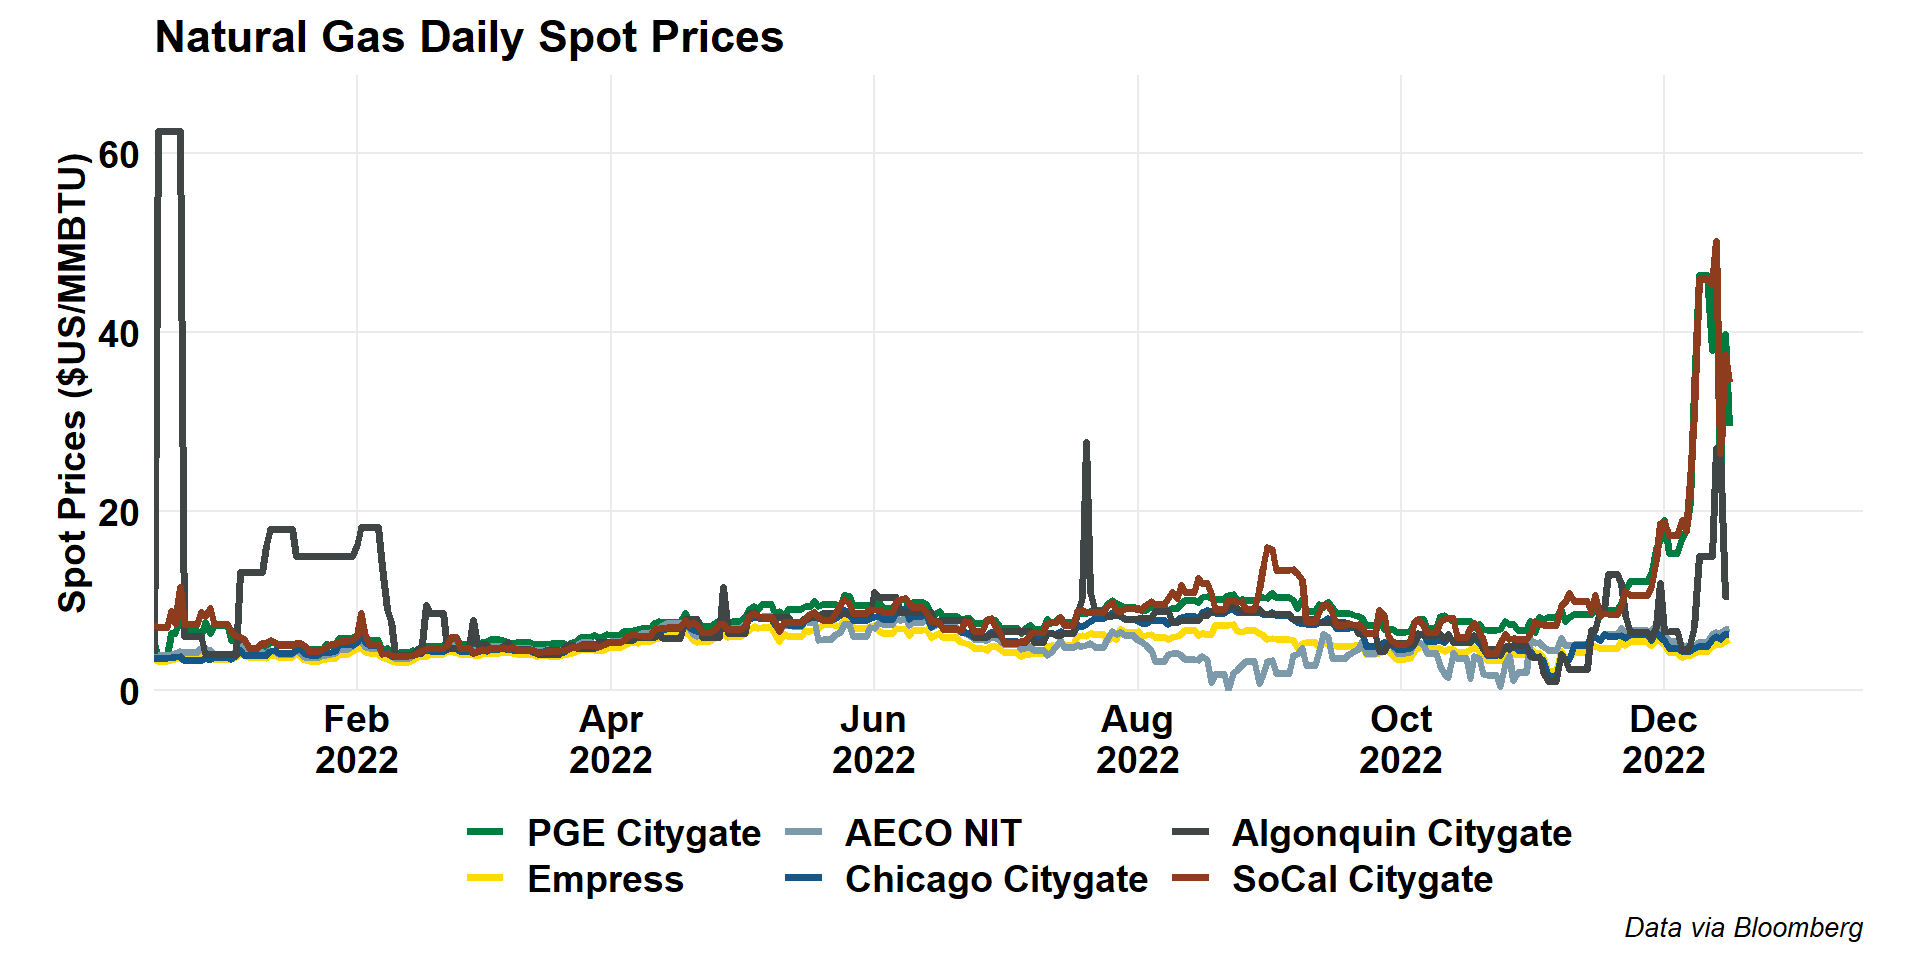 Natural Gas Daily Spot Prices
Spot Prices ($US/MMBTU)
60
40
20
0
Feb Apr Jun Aug Oct Dec
2022 2022 2022 2022 2022 2022
PGE Citygate AECO NIT Algonquin Citygate
Empress Chicago Citygate SoCal Citygate
Data via Bloomberg